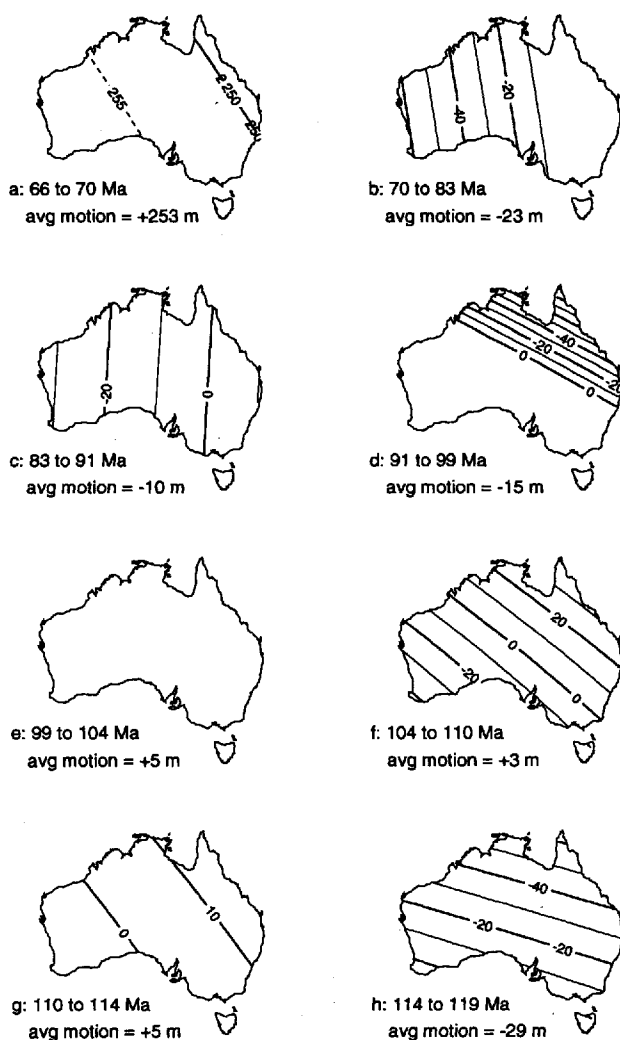 255
250
250
a: 66 to 70 Ma
avg motion = +253 m
-40
-20
b: 70 to 83 Ma
avg motion = -23 m
-20
0
c: 83 to 91 Ma
avg motion = -10 m
-40
-20
-20
0
0
d: 91 to 99 Ma
avg motion = -15 m
e: 99 to 104 Ma
avg motion = +5 m
20
0
-20
0
f: 104 to 110 Ma
avg motion = +3 m
10
0
g: 110 to 114 Ma
avg motion = +5 m
-40
-20
-20
h: 114 to 119 Ma
avg motion = -29 m